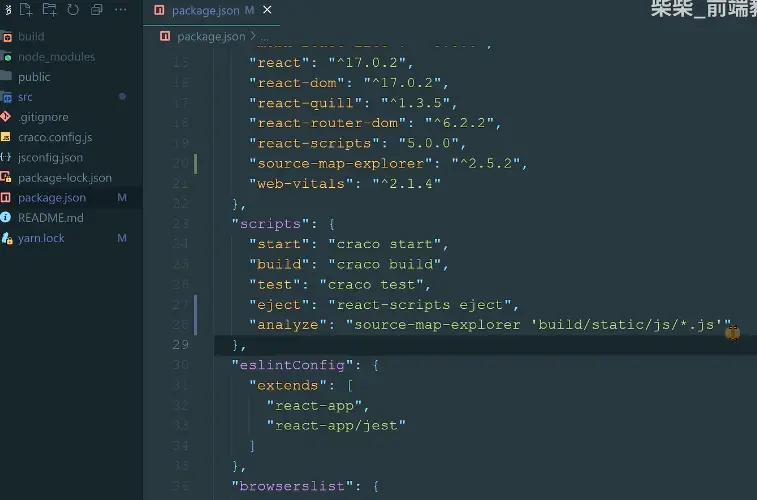 package.json M
柴柴_前端
package.json > ...
build
node_modules
public
src
.gitignore
craco.config.js
jsconfig.json
package-lock.json
package.json M
README.md
yarn.lock M
15 "react": "^17.0.2",
16 "react-dom": "^17.0.2",
17 "react-quill": "^1.3.5",
18 "react-router-dom": "^6.2.2",
19 "react-scripts": "5.0.0",
20 "source-map-explorer": "^2.5.2",
21 "web-vitals": "^2.1.4"
22 },
23 "scripts": {
24 "start": "craco start",
25 "build": "craco build",
26 "test": "craco test",
27 "eject": "react-scripts eject",
28 "analyze": "source-map-explorer 'build/static/js/*.js'"
29 },
30 "eslintConfig": {
31 "extends": [
32 "react-app",
33 "react-app/jest"
34 ]
35 },
36 "browserslist": {